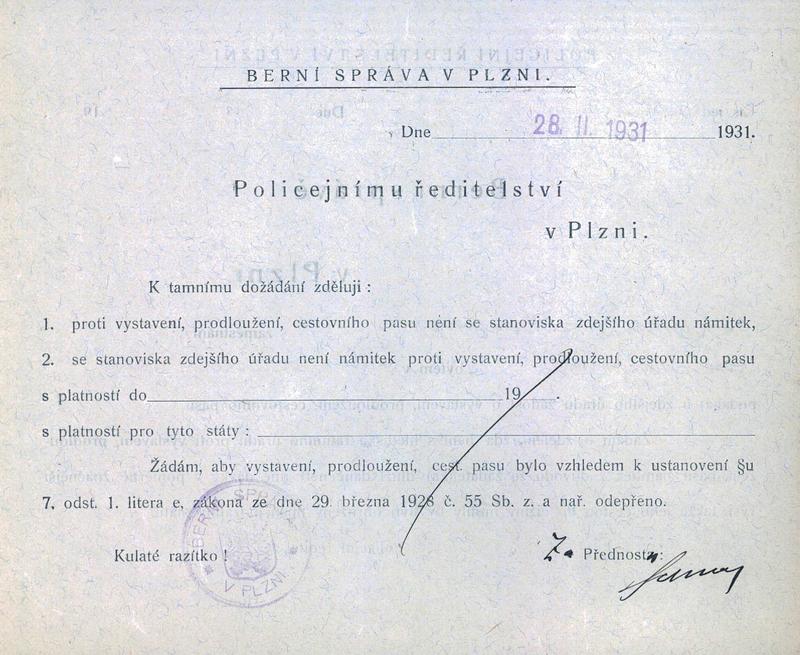 BERNÍ SPRÁVA V PLZNI.
Dne 28. II. 1931 1931.
Policejnímu ředitelství
v Plzni.
K tamnímu dožádání zděluji :
1. proti vystavení, prodloužení, cestovního pasu není se stanoviska zdejšího úřadu námitek,
2. se stanoviska zdejšího úřadu není námitek proti vystavení, prodloužení, cestovního pasu
s platností do 19 .
s platností pro tyto státy :
Žádám, aby vystavení, prodloužení, cest. pasu bylo vzhledem k ustanovení §u
7, odst. 1. litera e, zákona ze dne 29. března 1928 č. 55 Sb. z. a nař. odepřeno.
Kulaté razítko !
Za Přednosta:
BERNÍ SPRÁVA
V PLZNI